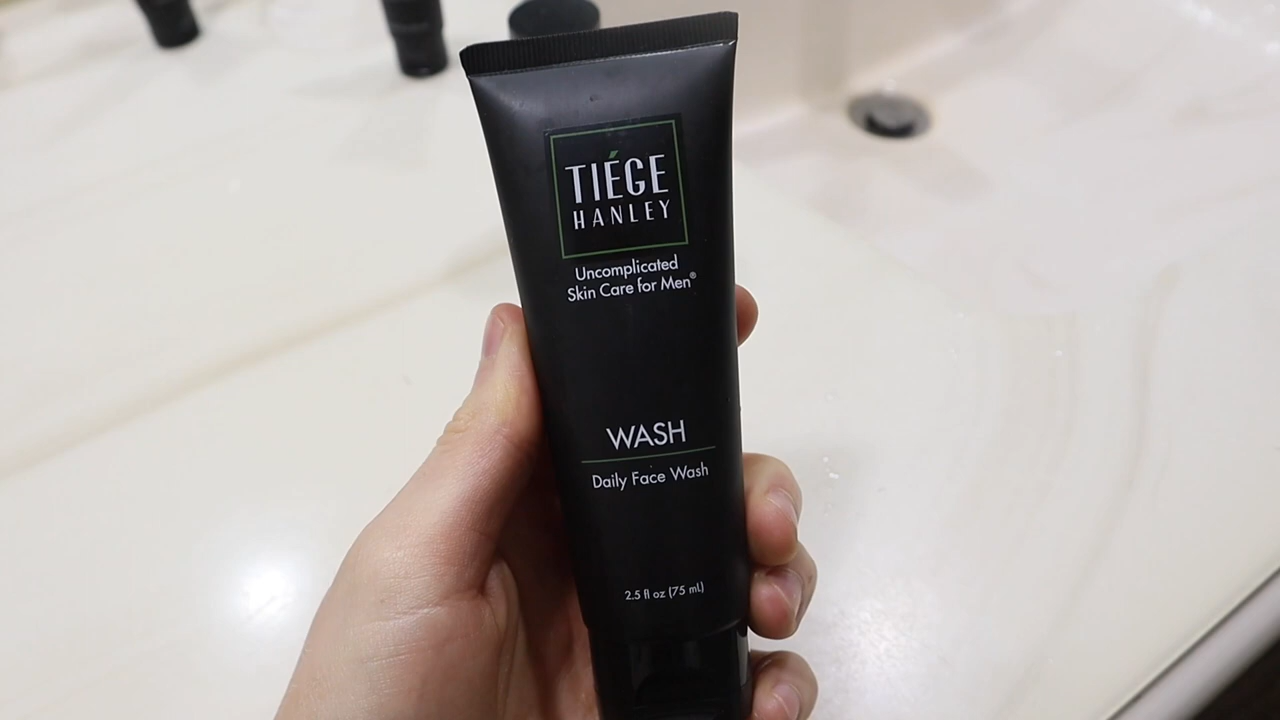 TIÉGE
HANLEY
Uncomplicated
Skin Care for Men®
WASH
Daily Face Wash
2.5 fl oz (75 mL)